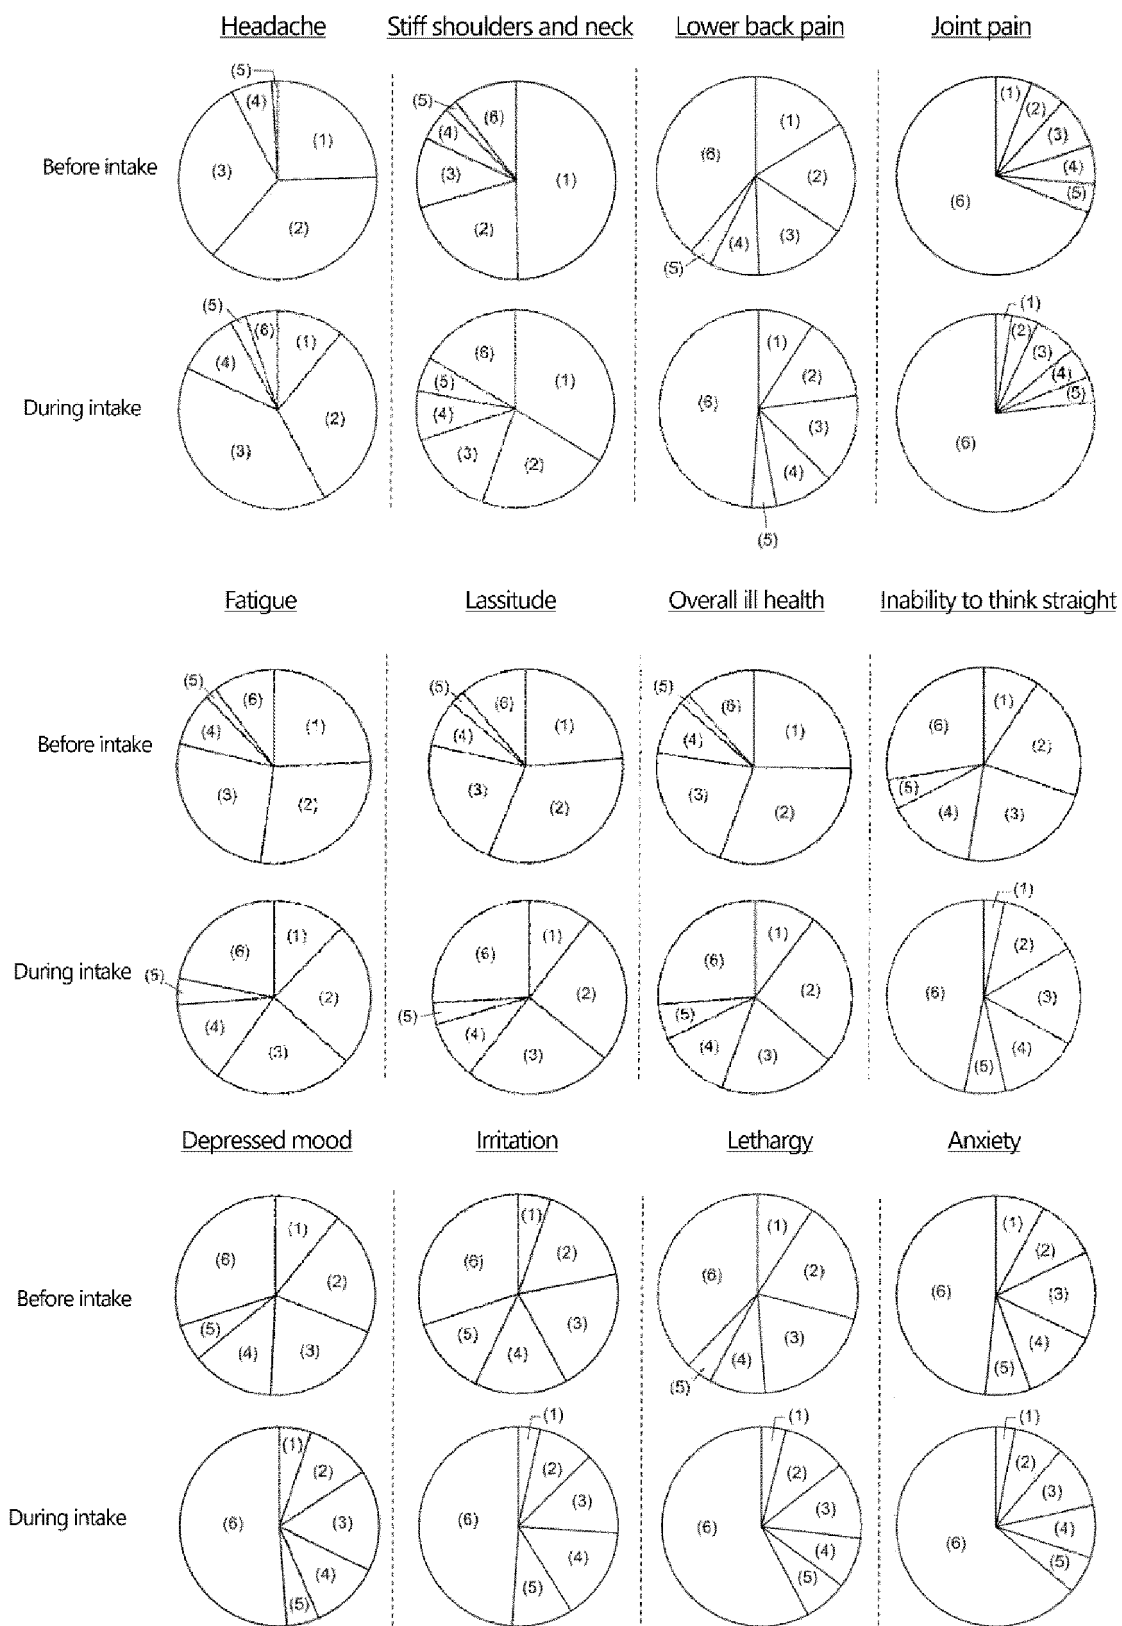 Headache Stiff shoulders and neck Lower back pain Joint pain
Before intake
(1) (2) (3) (4) (5)
(1) (2) (3) (4) (5) (6)
(1) (2) (3) (4) (5) (6)
(1) (2) (3) (4) (5) (6)
During intake
(1) (2) (3) (4) (5) (6)
(1) (2) (3) (4) (5) (6)
(1) (2) (3) (4) (5) (6)
(1) (2) (3) (4) (5) (6)
Fatigue Lassitude Overall ill health Inability to think straight
Before intake
(1) (2) (3) (4) (5) (6)
(1) (2) (3) (4) (5) (6)
(1) (2) (3) (4) (5) (6)
(1) (2) (3) (4) (5) (6)
During intake
(1) (2) (3) (4) (5) (6)
(1) (2) (3) (4) (5) (6)
(1) (2) (3) (4) (5) (6)
(1) (2) (3) (4) (5) (6)
Depressed mood Irritation Lethargy Anxiety
Before intake
(1) (2) (3) (4) (5) (6)
(1) (2) (3) (4) (5) (6)
(1) (2) (3) (4) (5) (6)
(1) (2) (3) (4) (5) (6)
During intake
(1) (2) (3) (4) (5) (6)
(1) (2) (3) (4) (5) (6)
(1) (2) (3) (4) (5) (6)
(1) (2) (3) (4) (5) (6)